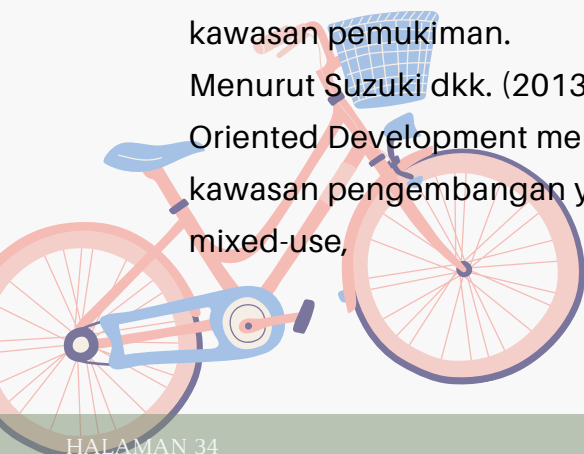 kawasan pemukiman.
Menurut Suzuki dkk. (2013
Oriented Development me
kawasan pengembangan y
mixed-use,
HALAMAN 34